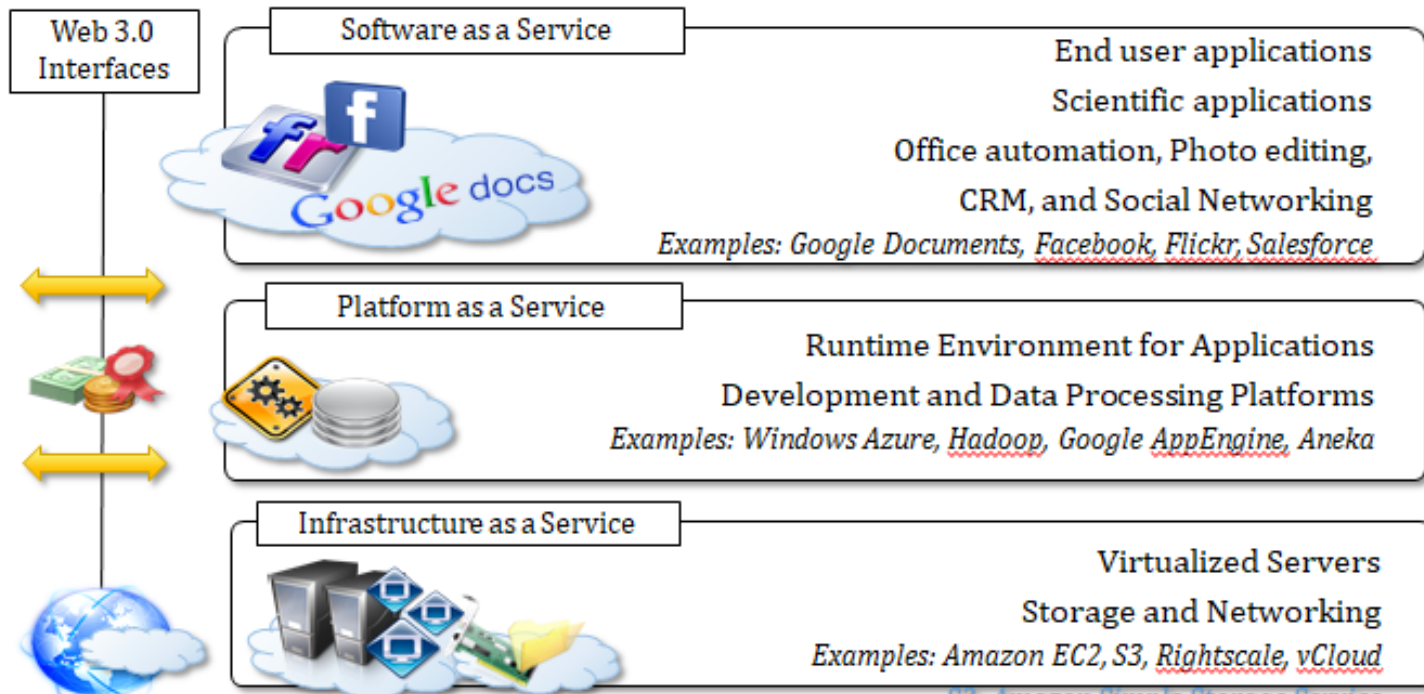 Web 3.0
Interfaces
Software as a Service
End user applications
Scientific applications
Office automation, Photo editing,
CRM, and Social Networking
Examples: Google Documents, Facebook, Flickr, Salesforce
f
fr
Google docs
Platform as a Service
Runtime Environment for Applications
Development and Data Processing Platforms
Examples: Windows Azure, Hadoop, Google AppEngine, Aneka
Infrastructure as a Service
Virtualized Servers
Storage and Networking
Examples: Amazon EC2, S3, Rightscale, vCloud